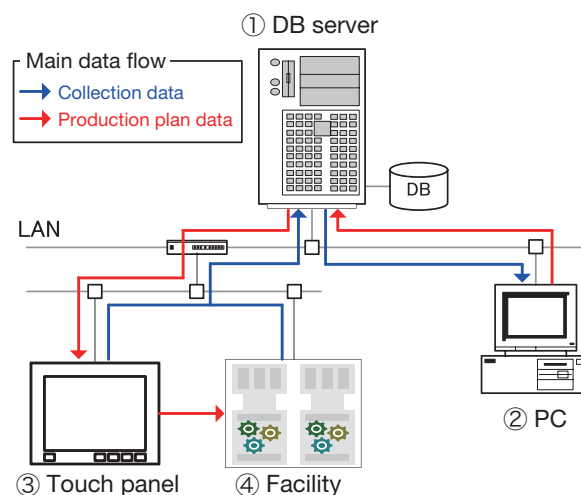 ① DB server
Main data flow
Collection data
Production plan data
DB
LAN
② PC
③ Touch panel
④ Facility